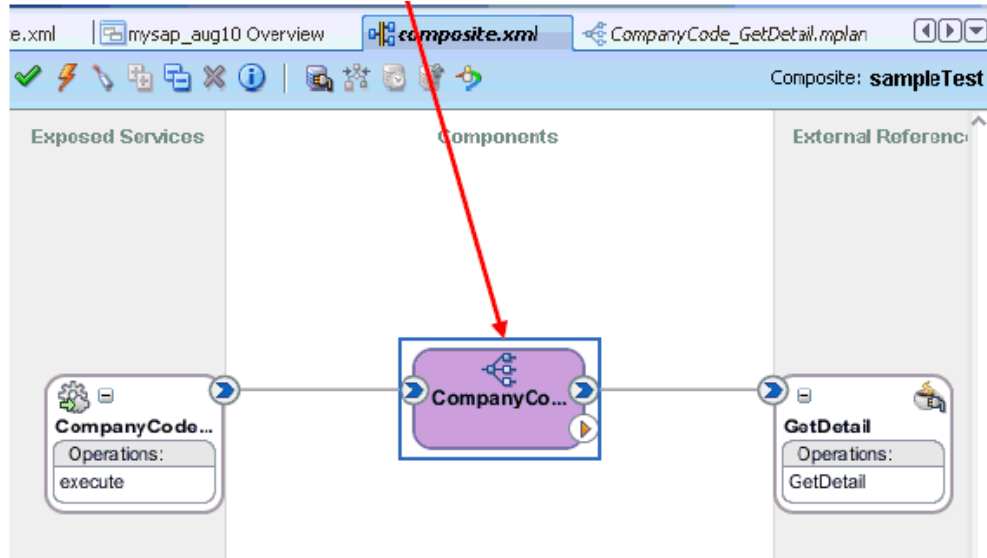 te.xml mysap_aug10 Overview composite.xml CompanyCode_GetDetail.mplan
Composite: sampleTest
Exposed Services Components External Referenc
CompanyCode...
Operations:
execute
CompanyCo...
GetDetail
Operations:
GetDetail